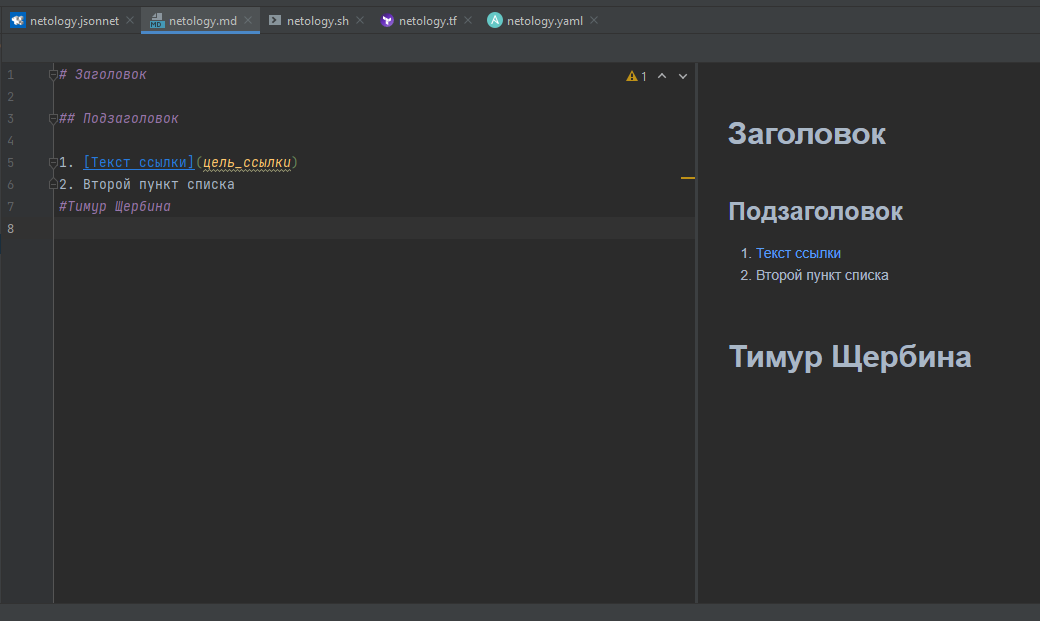 netology.jsonnet netology.md netology.sh netology.tf netology.yaml
1 # Заголовок
1
2
3 ## Подзаголовок
4
5 1. [Текст ссылки](цель_ссылки)
6 2. Второй пункт списка
7 #Тимур Щербина
8
Заголовок
Подзаголовок
1. Текст ссылки
2. Второй пункт списка
Тимур Щербина